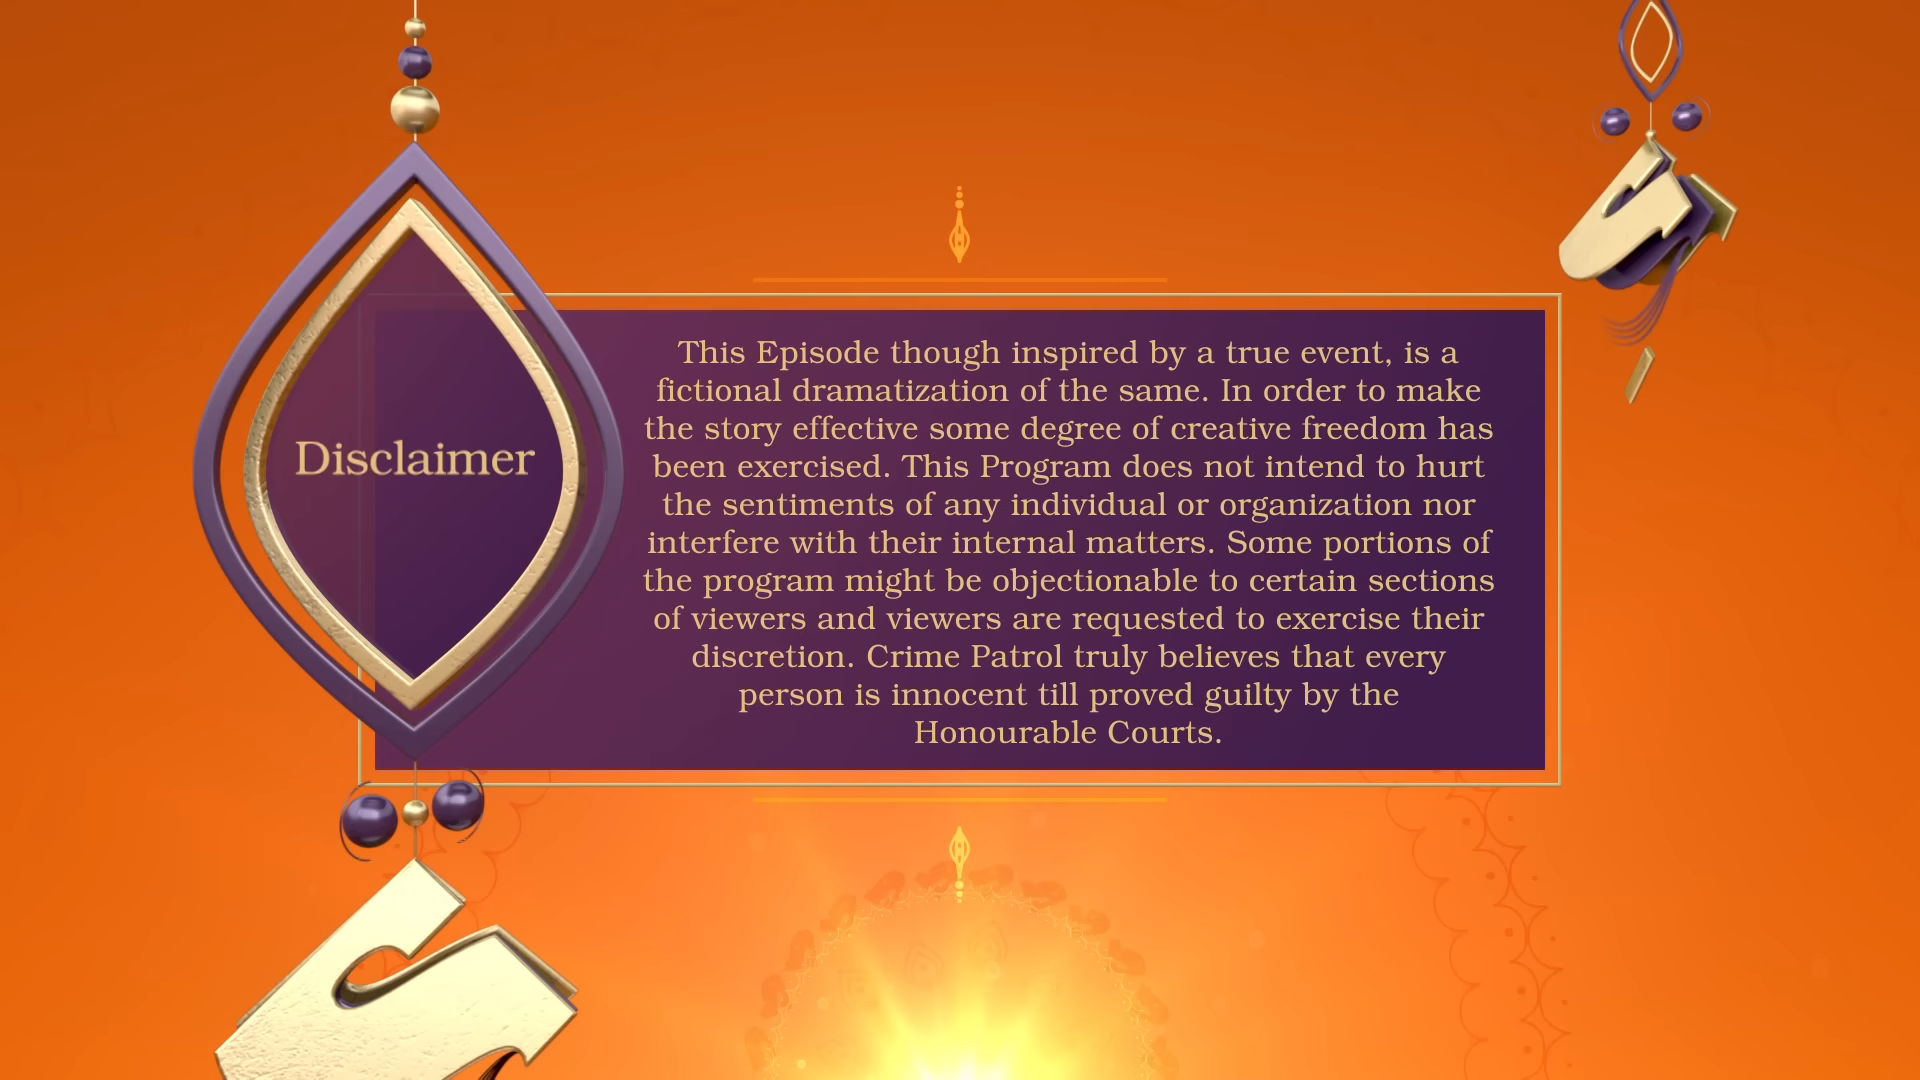 Disclaimer
This Episode though inspired by a true event, is a
fictional dramatization of the same. In order to make
the story effective some degree of creative freedom has
been exercised. This Program does not intend to hurt
the sentiments of any individual or organization nor
interfere with their internal matters. Some portions of
the program might be objectionable to certain sections
of viewers and viewers are requested to exercise their
discretion. Crime Patrol truly believes that every
person is innocent till proved guilty by the
Honourable Courts.